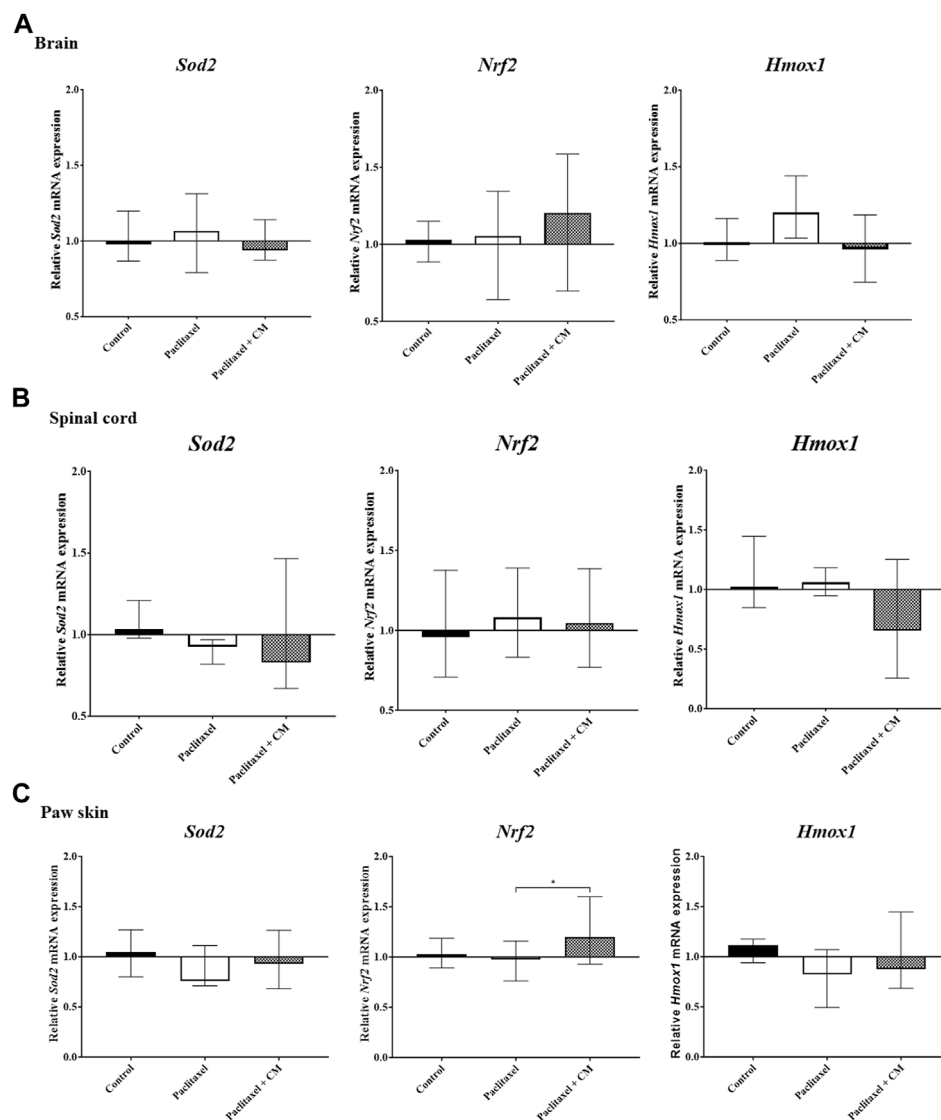 A
Brain
Sod2
Relative Sod2 mRNA expression
2.0
1.5
1.0
0.5
Control
Paclitaxel
Paclitaxel + CM
Nrf2
Relative Nrf2 mRNA expression
2.0
1.5
1.0
0.5
Control
Paclitaxel
Paclitaxel + CM
Hmox1
Relative Hmox1 mRNA expression
2.0
1.5
1.0
0.5
Control
Paclitaxel
Paclitaxel + CM
B
Spinal cord
Sod2
Relative Sod2 mRNA expression
2.0
1.5
1.0
0.5
Control
Paclitaxel
Paclitaxel + CM
Nrf2
Relative Nrf2 mRNA expression
2.0
1.5
1.0
0.5
Control
Paclitaxel
Paclitaxel + CM
Hmox1
Relative Hmox1 mRNA expression
2.0
1.5
1.0
0.5
0.0
Control
Paclitaxel
Paclitaxel + CM
C
Paw skin
Sod2
Relative Sod2 mRNA expression
2.0
1.5
1.0
0.5
0.0
Control
Paclitaxel
Paclitaxel + CM
Nrf2
Relative Nrf2 mRNA expression
2.0
1.5
1.0
0.5
0.0
*
Control
Paclitaxel
Paclitaxel + CM
Hmox1
Relative Hmox1 mRNA expression
2.0
1.5
1.0
0.5
0.0
Control
Paclitaxel
Paclitaxel + CM